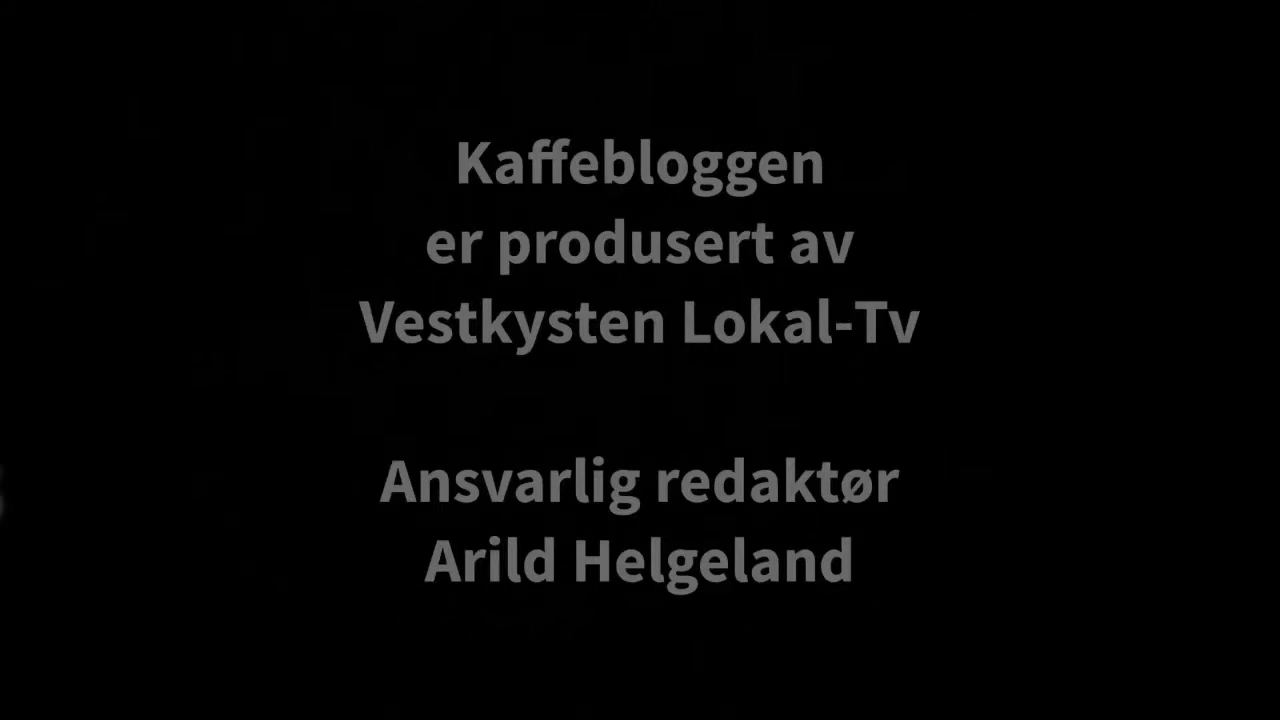 Kaffebloggen
er produsert av
Vestkysten Lokal-Tv
Ansvarlig redaktør
Arild Helgeland